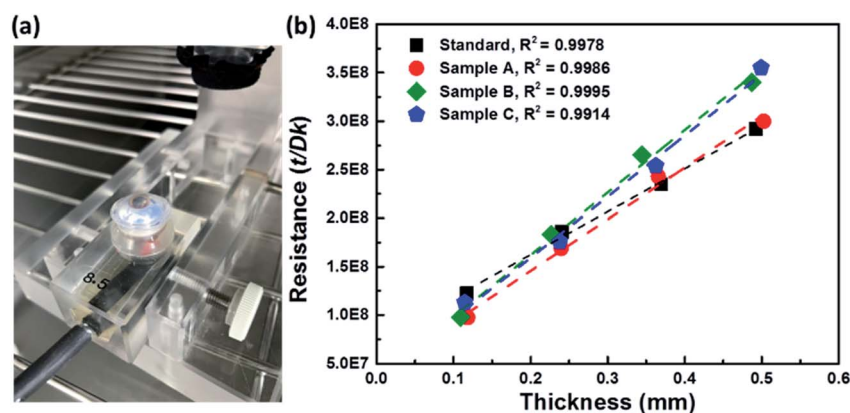 (a)
8.5
(b)
Resistance (t/Dk)
4.0E8
3.5E8
3.0E8
2.5E8
2.0E8
1.5E8
1.0E8
5.0E7
Standard, R² = 0.9978
Sample A, R² = 0.9986
Sample B, R² = 0.9995
Sample C, R² = 0.9914
0.0 0.1 0.2 0.3 0.4 0.5 0.6
Thickness (mm)